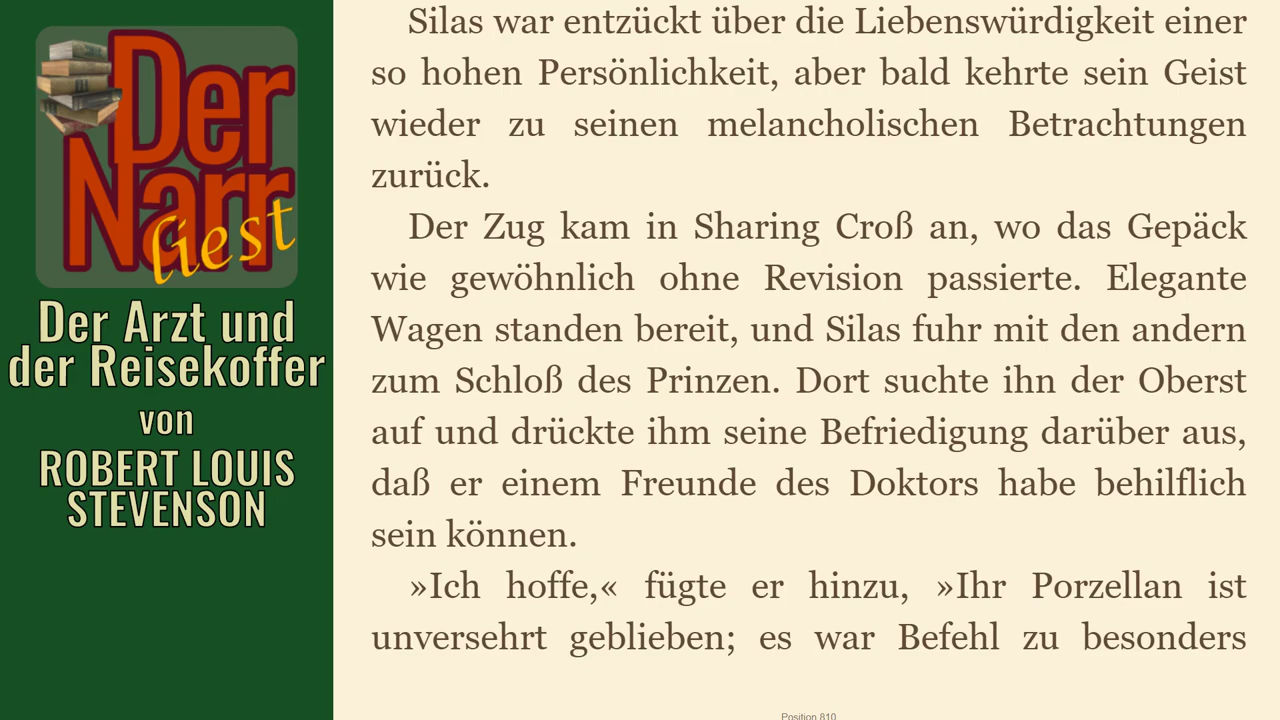 Der
Narr
liest
Der Arzt und
der Reisekoffer
von
ROBERT LOUIS
STEVENSON
Silas war entzückt über die Liebenswürdigkeit einer
so hohen Persönlichkeit, aber bald kehrte sein Geist
wieder zu seinen melancholischen Betrachtungen
zurück.
Der Zug kam in Sharing Croß an, wo das Gepäck
wie gewöhnlich ohne Revision passierte. Elegante
Wagen standen bereit, und Silas fuhr mit den andern
zum Schloß des Prinzen. Dort suchte ihn der Oberst
auf und drückte ihm seine Befriedigung darüber aus,
daß er einem Freunde des Doktors habe behilflich
sein können.
»Ich hoffe,« fügte er hinzu, »Ihr Porzellan ist
unversehrt geblieben; es war Befehl zu besonders
Position 810